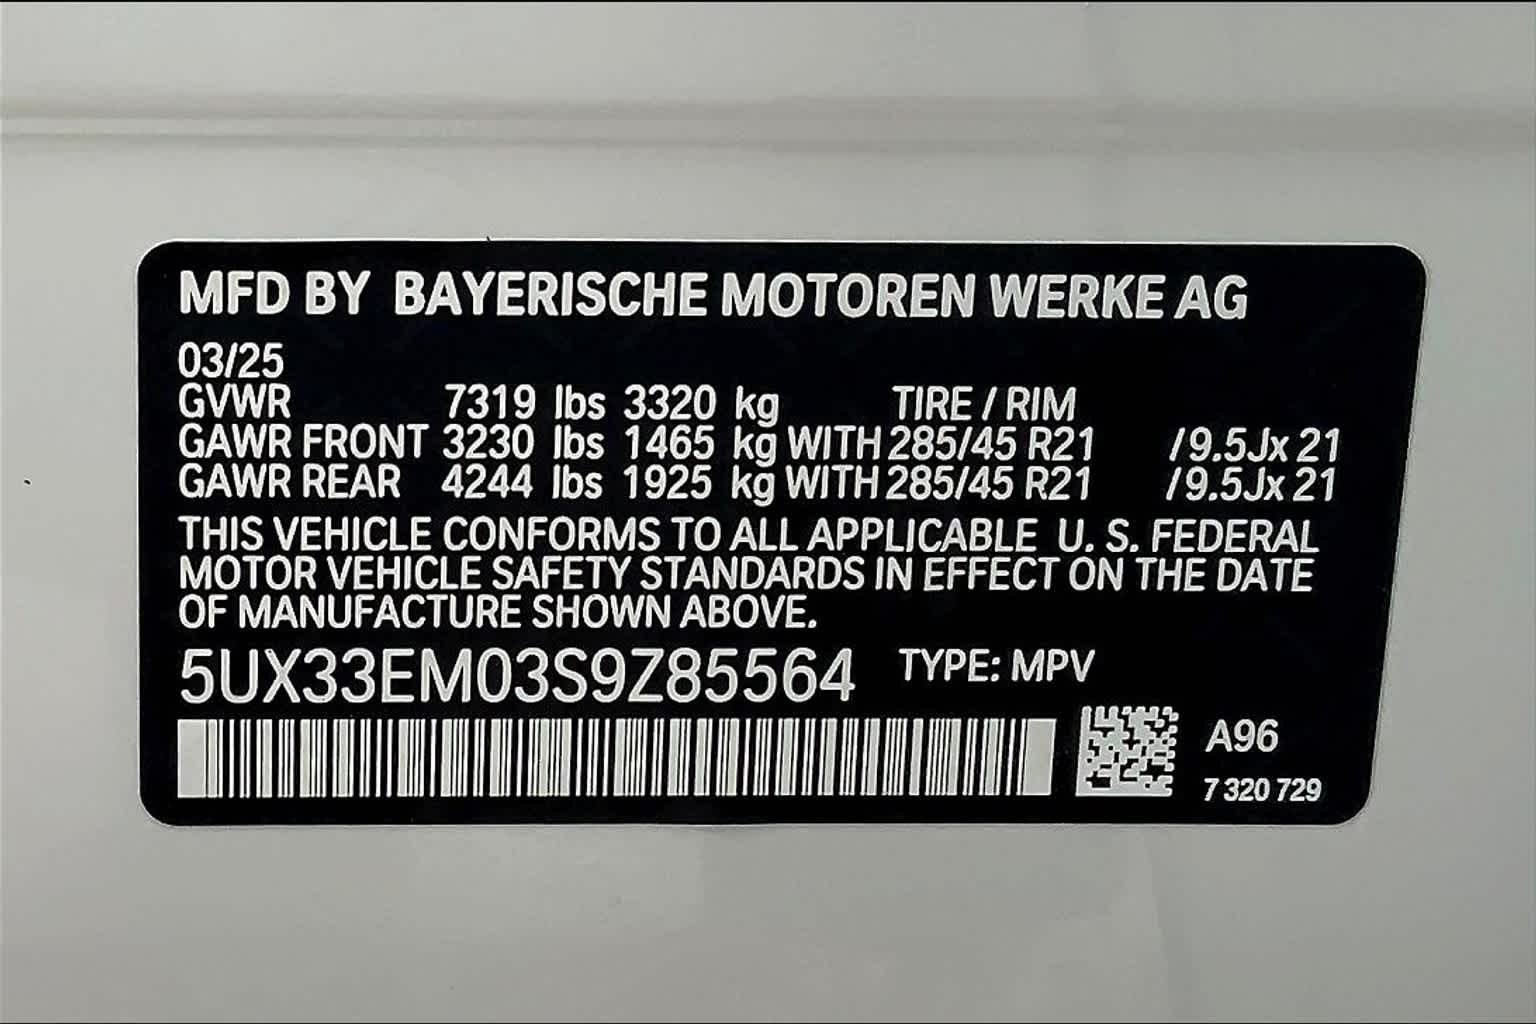 MFD BY BAYERISCHE MOTOREN WERKE AG
03/25
GVWR 7319 lbs 3320 kg TIRE / RIM
GAWR FRONT 3230 lbs 1465 kg WITH 285/45 R21 /9.5Jx 21
GAWR REAR 4244 lbs 1925 kg WITH 285/45 R21 /9.5Jx 21
THIS VEHICLE CONFORMS TO ALL APPLICABLE U. S. FEDERAL
MOTOR VEHICLE SAFETY STANDARDS IN EFFECT ON THE DATE
OF MANUFACTURE SHOWN ABOVE.
5UX33EM03S9Z85564 TYPE: MPV
A96
7 320 729